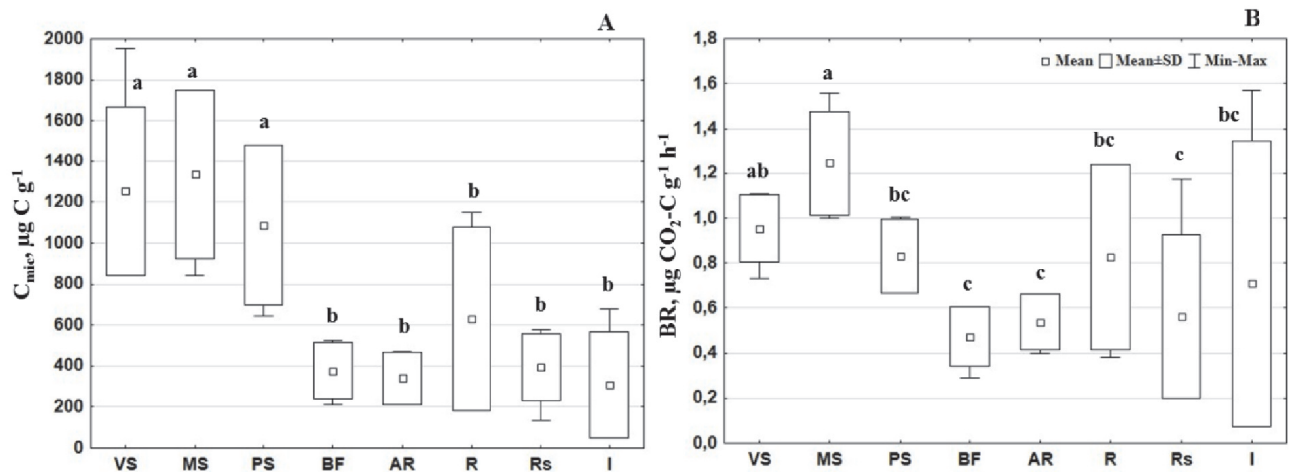 A
C_mic, µg C g⁻¹
2000
1800
1600
1400
1200
1000
800
600
400
200
0
a
a
a
b
b
b
b
b
VS MS PS BF AR R Rs I
B
BR, µg CO₂-C g⁻¹ h⁻¹
1,8
1,6
1,4
1,2
1,0
0,8
0,6
0,4
0,2
0,0
Mean Mean±SD Min-Max
ab
a
bc
c
c
bc
c
bc
VS MS PS BF AR R Rs I